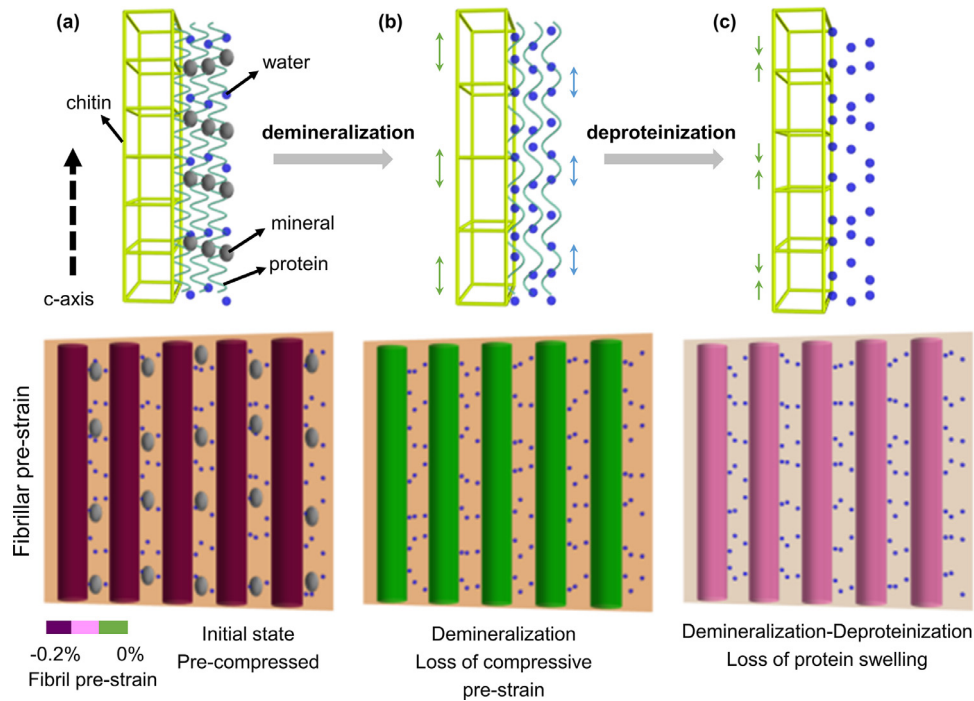 (a)
(b)
(c)
water
chitin
demineralization
deproteinization
mineral
protein
c-axis
Fibrillar pre-strain
-0.2% 0%
Fibril pre-strain
Initial state
Pre-compressed
Demineralization
Loss of compressive
pre-strain
Demineralization-Deproteinization
Loss of protein swelling